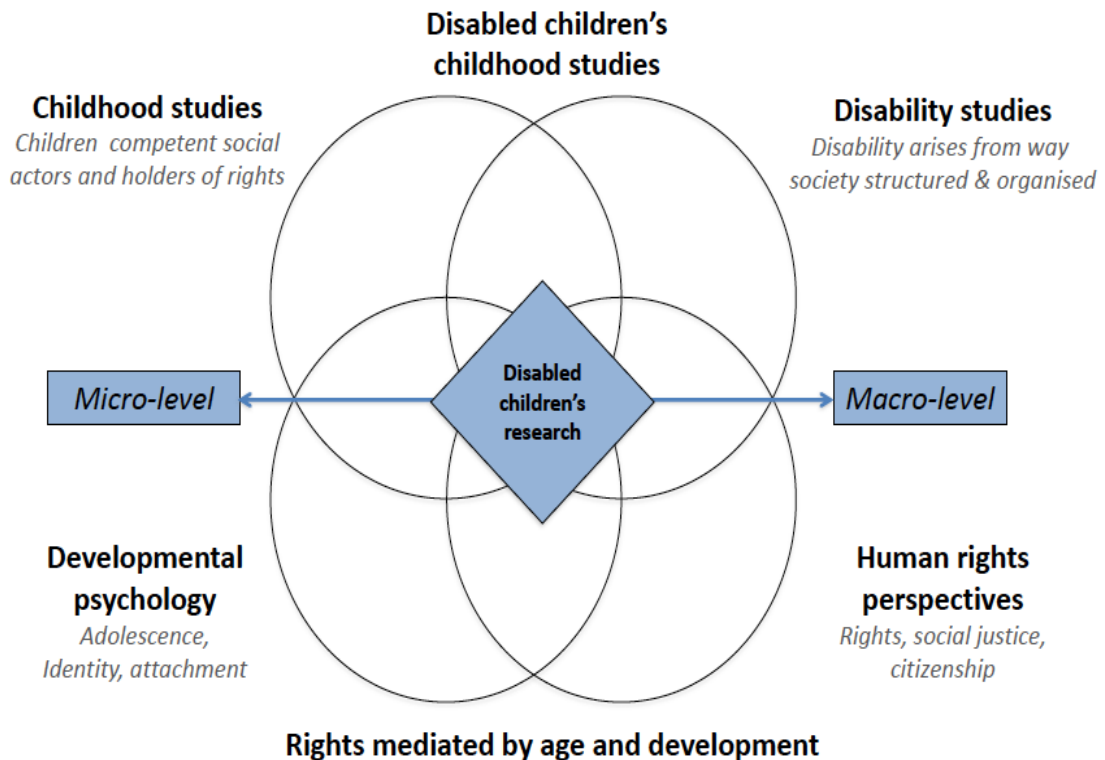 Disabled children's
childhood studies
Childhood studies
Children competent social
actors and holders of rights
Disability studies
Disability arises from way
society structured & organised
Micro-level
Disabled
children's
research
Macro-level
Developmental
psychology
Adolescence,
Identity, attachment
Human rights
perspectives
Rights, social justice,
citizenship
Rights mediated by age and development